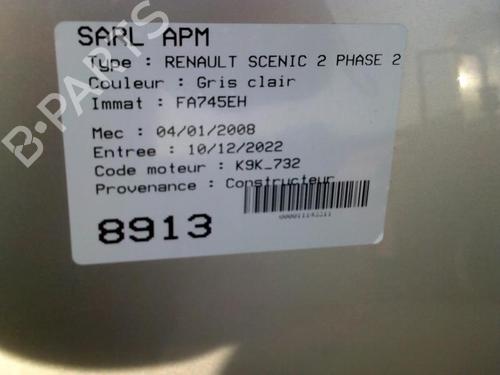 SARL APM
Type : RENAULT SCENIC 2 PHASE 2
Couleur : Gris clair
Immat : FA745EH
Mec : 04/01/2008
Entree : 10/12/2022
Code moteur : K9K_732
Provenance : Constructeur
8913
B-PARTS